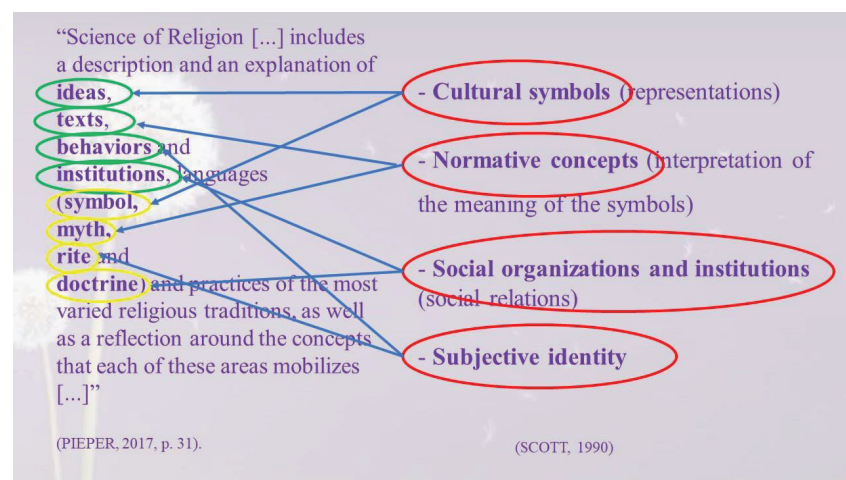 “Science of Religion [...] includes
a description and an explanation of
ideas,
texts,
behaviors and
institutions, languages
(symbol,
myth,
rite and
doctrine) and practices of the most
varied religious traditions, as well
as a reflection around the concepts
that each of these areas mobilizes
[...]”
(PIEPER, 2017, p. 31).
- Cultural symbols (representations)
- Normative concepts (interpretation of
the meaning of the symbols)
- Social organizations and institutions
(social relations)
- Subjective identity
(SCOTT, 1990)